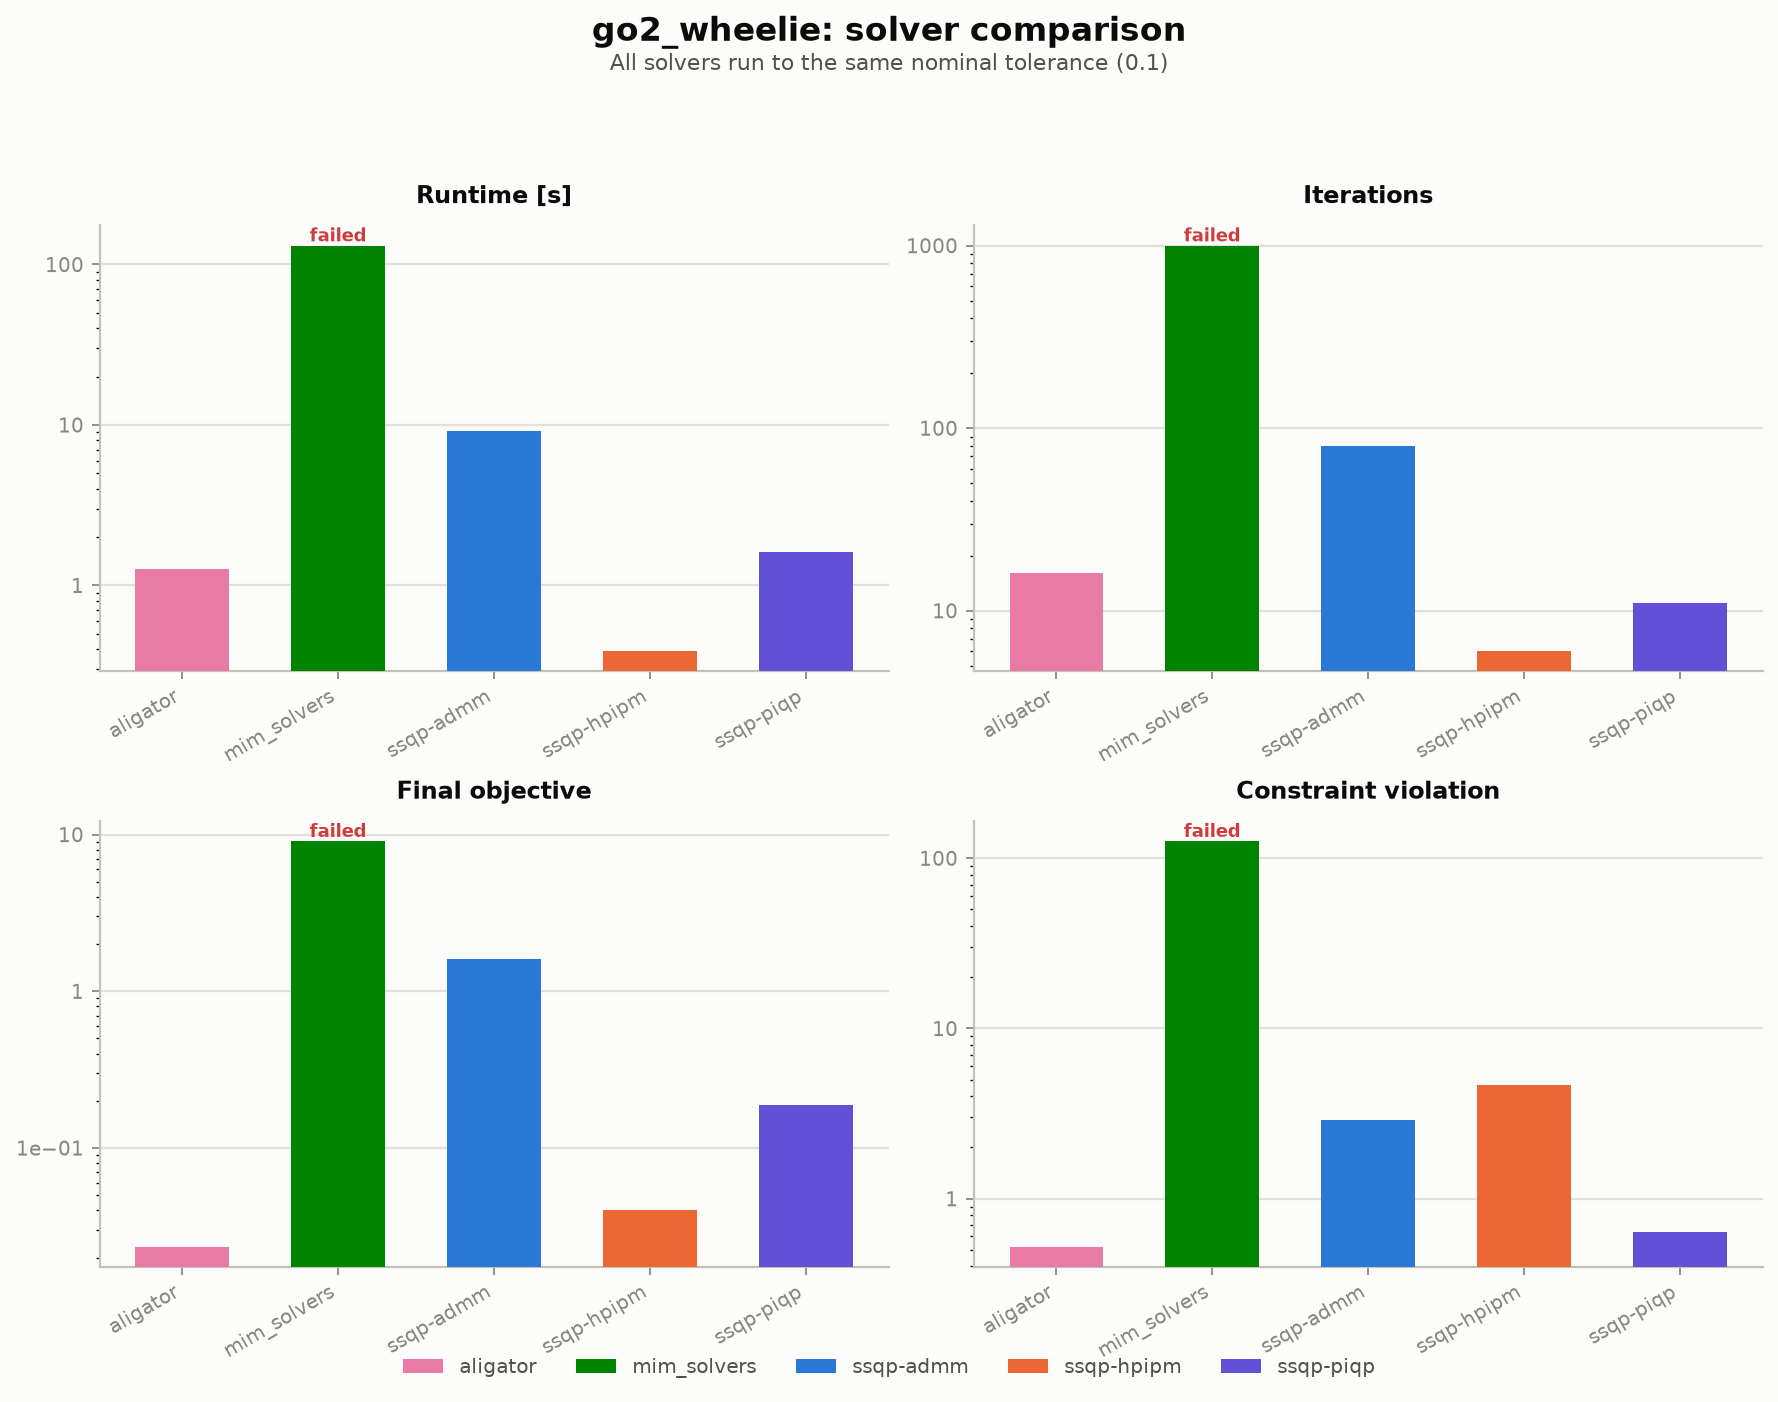 go2_wheelie: solver comparison
All solvers run to the same nominal tolerance (0.1)
Runtime [s]
failed
100
10
1
aligator
mim_solvers
ssqp-admm
ssqp-hpipm
ssqp-piqp
Iterations
failed
1000
100
10
aligator
mim_solvers
ssqp-admm
ssqp-hpipm
ssqp-piqp
Final objective
failed
10
1
1e−01
aligator
mim_solvers
ssqp-admm
ssqp-hpipm
ssqp-piqp
Constraint violation
failed
100
10
1
aligator
mim_solvers
ssqp-admm
ssqp-hpipm
ssqp-piqp
aligator mim_solvers ssqp-admm ssqp-hpipm ssqp-piqp